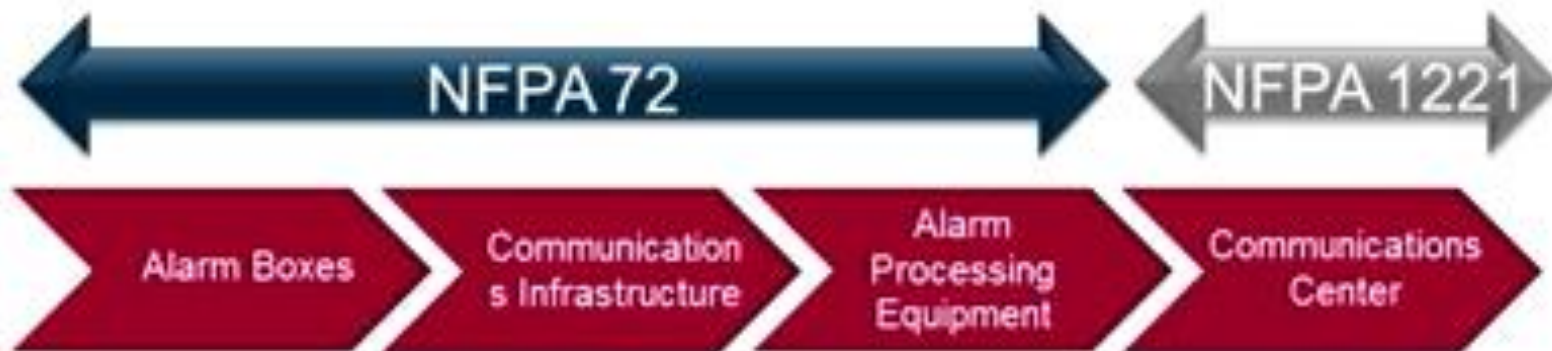 NFPA 72
NFPA 1221
Alarm Boxes
Communication
s Infrastructure
Alarm
Processing
Equipment
Communications
Center